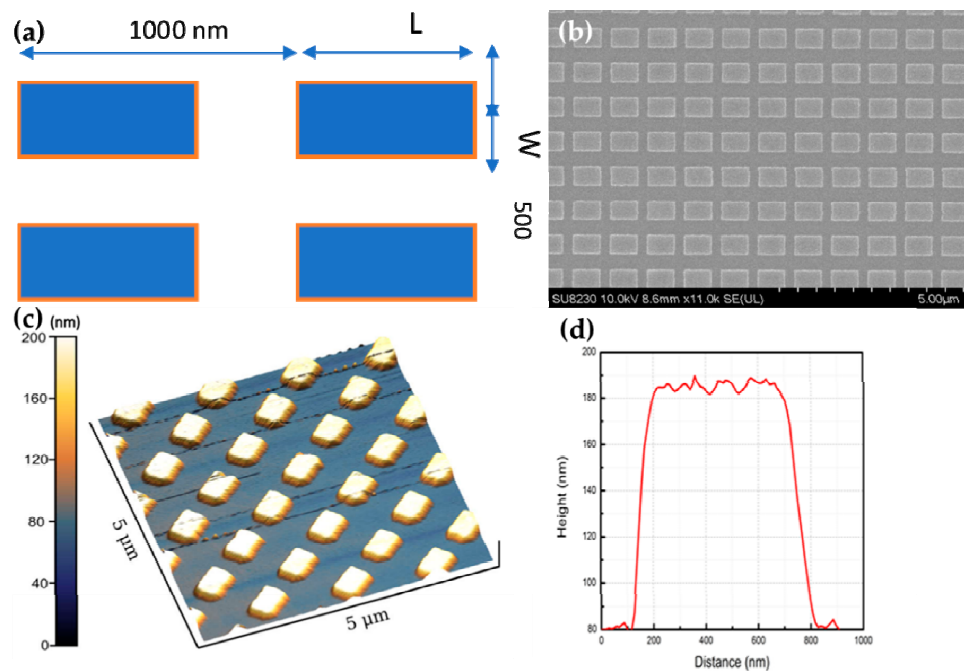 (a)
1000 nm
L
W
500
(b)
SU8230 10.0kV 8.6mm x11.0k SE(UL)
5.00μm
(c)
(nm)
200
160
120
80
40
0
5 μm
5 μm
(d)
200
180
160
140
120
100
80
Height (nm)
0
200
400
600
800
1000
Distance (nm)